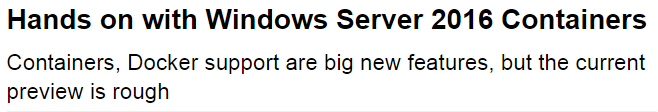 Hands on with Windows Server 2016 Containers
Containers, Docker support are big new features, but the current
preview is rough